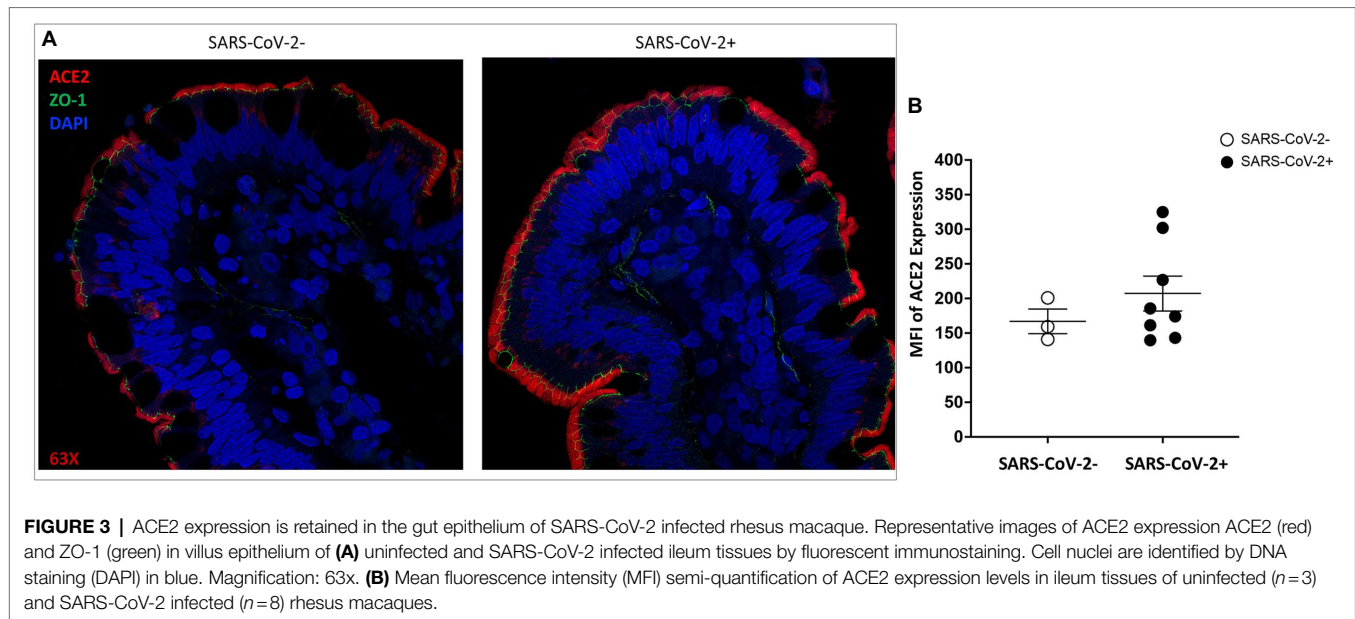 A
SARS-CoV-2-
SARS-CoV-2+
ACE2
ZO-1
DAPI
63X
B
SARS-CoV-2-
SARS-CoV-2+
MFI of ACE2 Expression
400
350
300
250
200
150
100
50
0
SARS-CoV-2-
SARS-CoV-2+
FIGURE 3 | ACE2 expression is retained in the gut epithelium of SARS-CoV-2 infected rhesus macaque. Representative images of ACE2 expression ACE2 (red)
and ZO-1 (green) in villus epithelium of (A) uninfected and SARS-CoV-2 infected ileum tissues by fluorescent immunostaining. Cell nuclei are identified by DNA
staining (DAPI) in blue. Magnification: 63x. (B) Mean fluorescence intensity (MFI) semi-quantification of ACE2 expression levels in ileum tissues of uninfected (n=3)
and SARS-CoV-2 infected (n=8) rhesus macaques.